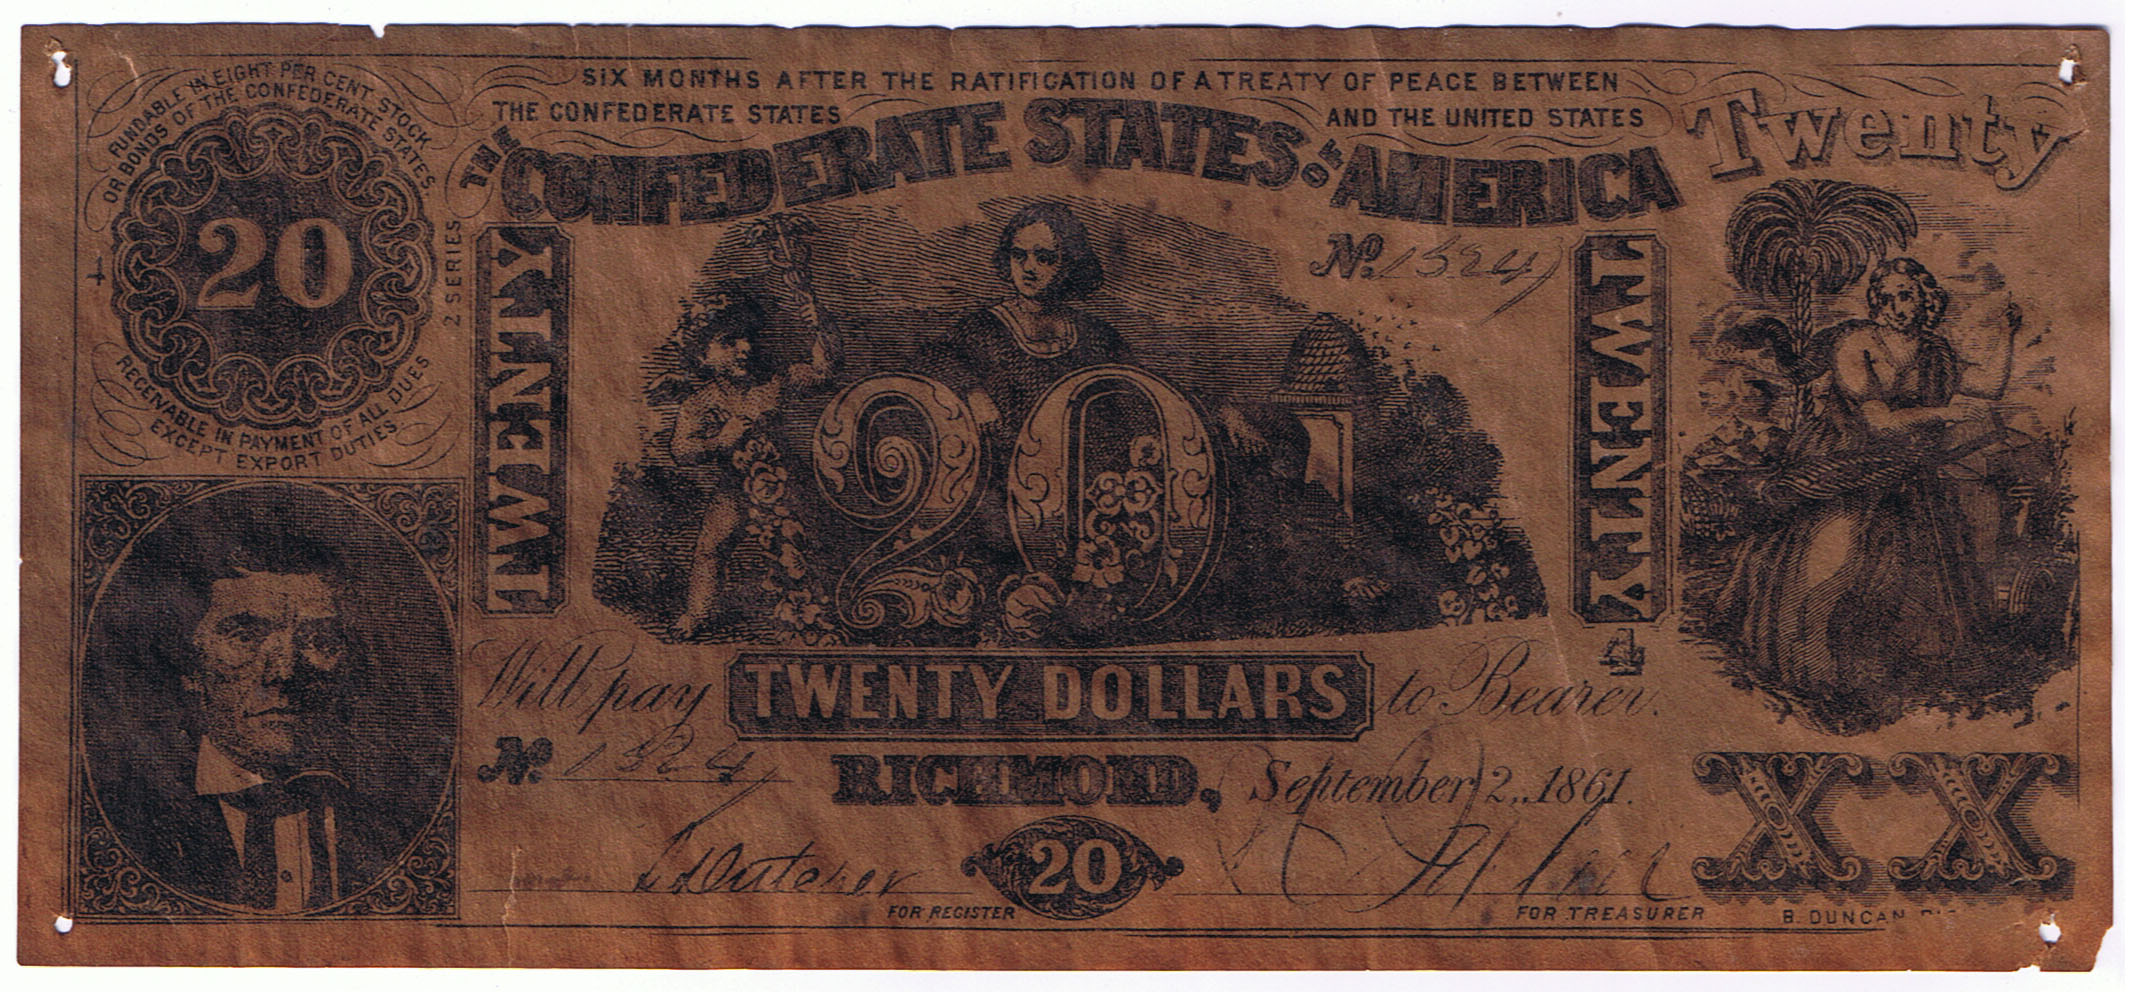 FUNDABLE IN EIGHT PER CENT STOCK
OR BONDS OF THE CONFEDERATE STATES
20
RECEIVABLE IN PAYMENT OF ALL DUES
EXCEPT EXPORT DUTIES
2 SERIES
SIX MONTHS AFTER THE RATIFICATION OF A TREATY OF PEACE BETWEEN
THE CONFEDERATE STATES AND THE UNITED STATES
THE CONFEDERATE STATES OF AMERICA
Twenty
TWENTY
20
No. 1324
TWENTY
4
Will pay TWENTY DOLLARS to Bearer.
No. 1324
RICHMOND, September 2,, 1861.
20
FOR REGISTER
FOR TREASURER
XX
B. DUNCAN